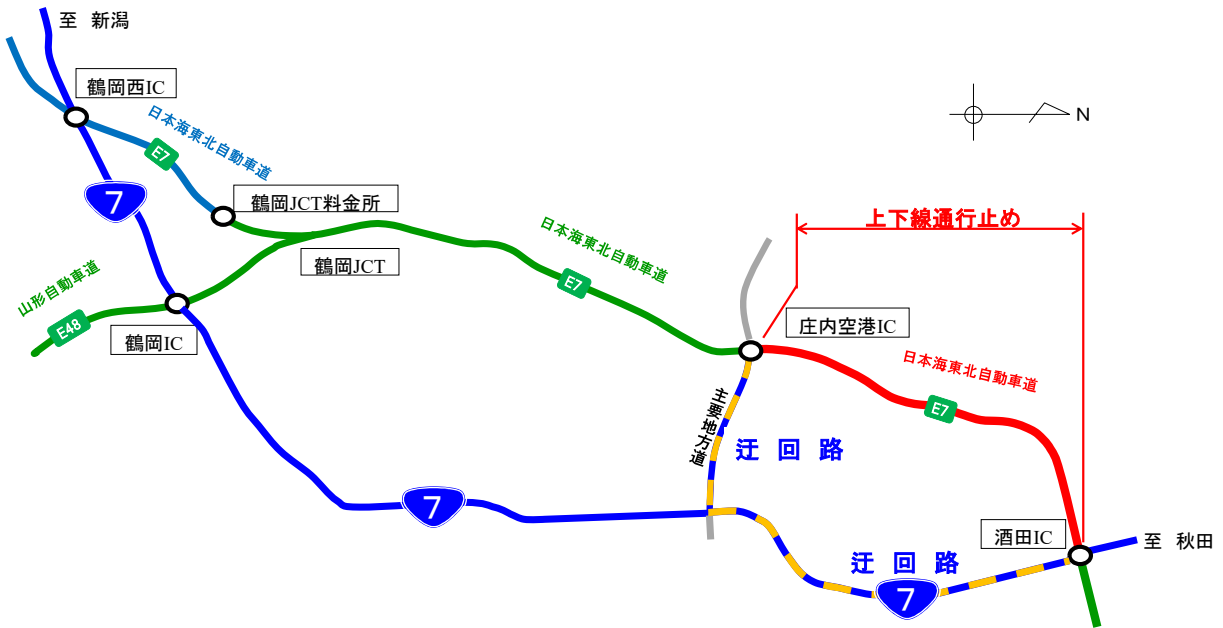 至 新潟
鶴岡西IC
日本海東北自動車道
E7
N
7
鶴岡JCT料金所
上下線通行止め
鶴岡JCT
日本海東北自動車道
E7
山形自動車道
E48
鶴岡IC
庄内空港IC
日本海東北自動車道
E7
主要地方道
迂 回 路
7
酒田IC
至 秋田
迂 回 路
7